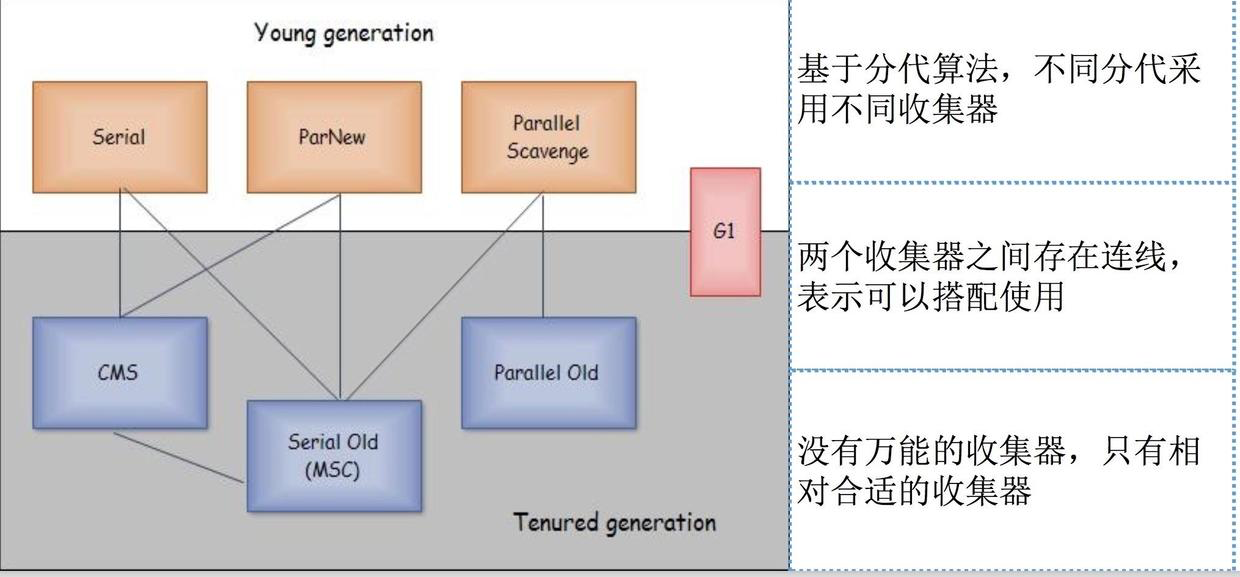 Young generation
Serial
ParNew
Parallel
Scavenge
G1
CMS
Serial Old
(MSC)
Parallel Old
Tenured generation
基于分代算法，不同分代采
用不同收集器
两个收集器之间存在连线，
表示可以搭配使用
没有万能的收集器，只有相
对合适的收集器